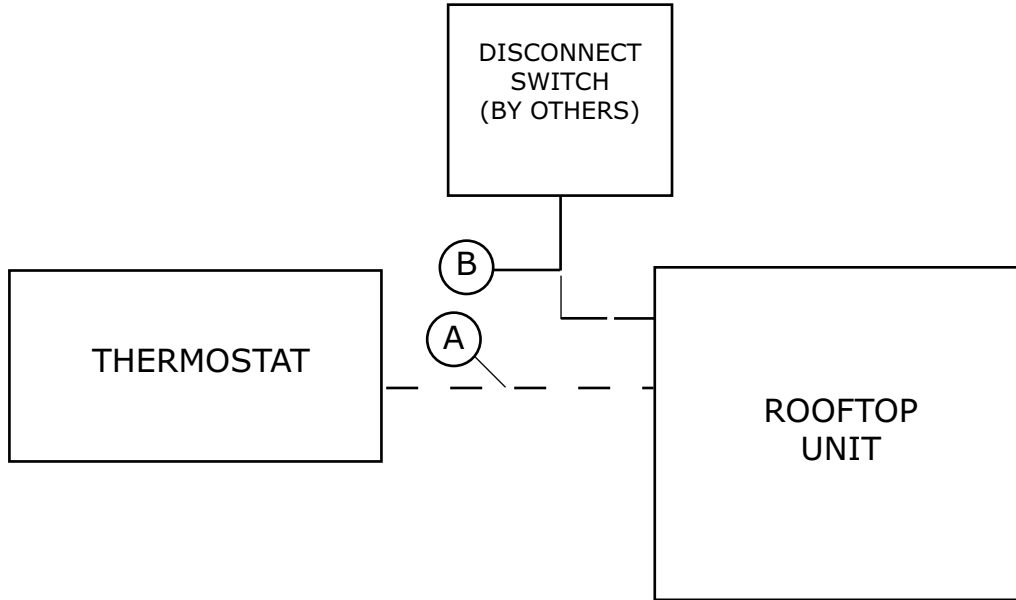 DISCONNECT
SWITCH
(BY OTHERS)
B
A
THERMOSTAT
ROOFTOP
UNIT